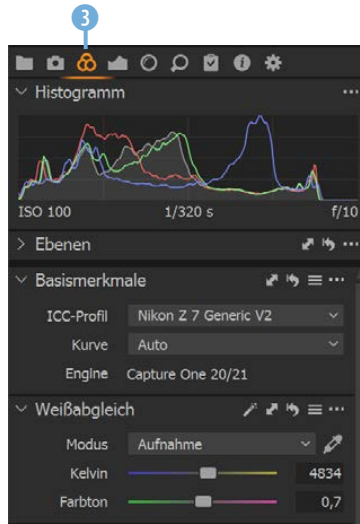 3
Histogramm
ISO 100 1/320 s f/10
Ebenen
Basismerkmale
ICC-Profil Nikon Z 7 Generic V2
Kurve Auto
Engine Capture One 20/21
Weißabgleich
Modus Aufnahme
Kelvin 4834
Farbton 0,7